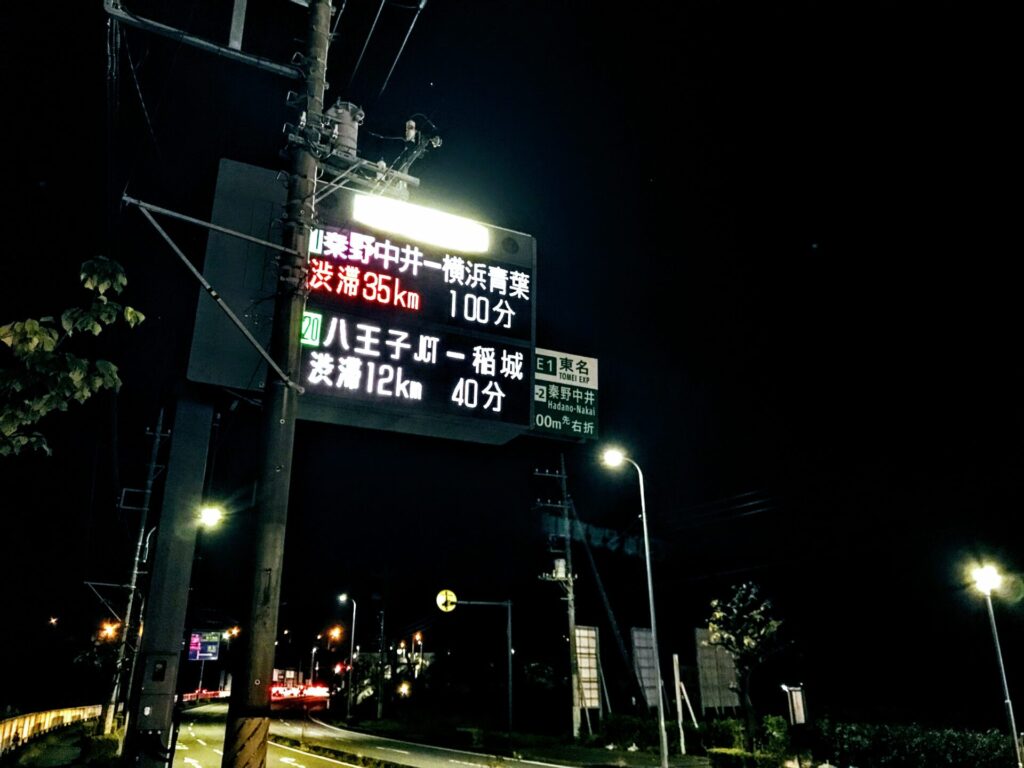 秦野中井ー横浜青葉
渋滞35km 100分
20 八王子JCTー稲城
渋滞12km 40分
E1 東名
TOMEI EXP
-2 秦野中井
Hadano-Nakai
00m先右折